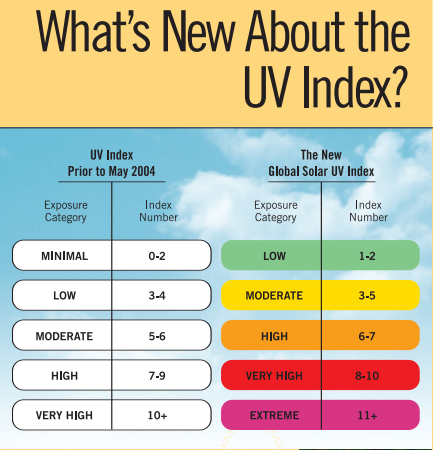 What's New About the
UV Index?
UV Index
Prior to May 2004
Exposure
Category
Index
Number
MINIMAL 0-2
LOW 3-4
MODERATE 5-6
HIGH 7-9
VERY HIGH 10+
The New
Global Solar UV Index
Exposure
Category
Index
Number
LOW 1-2
MODERATE 3-5
HIGH 6-7
VERY HIGH 8-10
EXTREME 11+